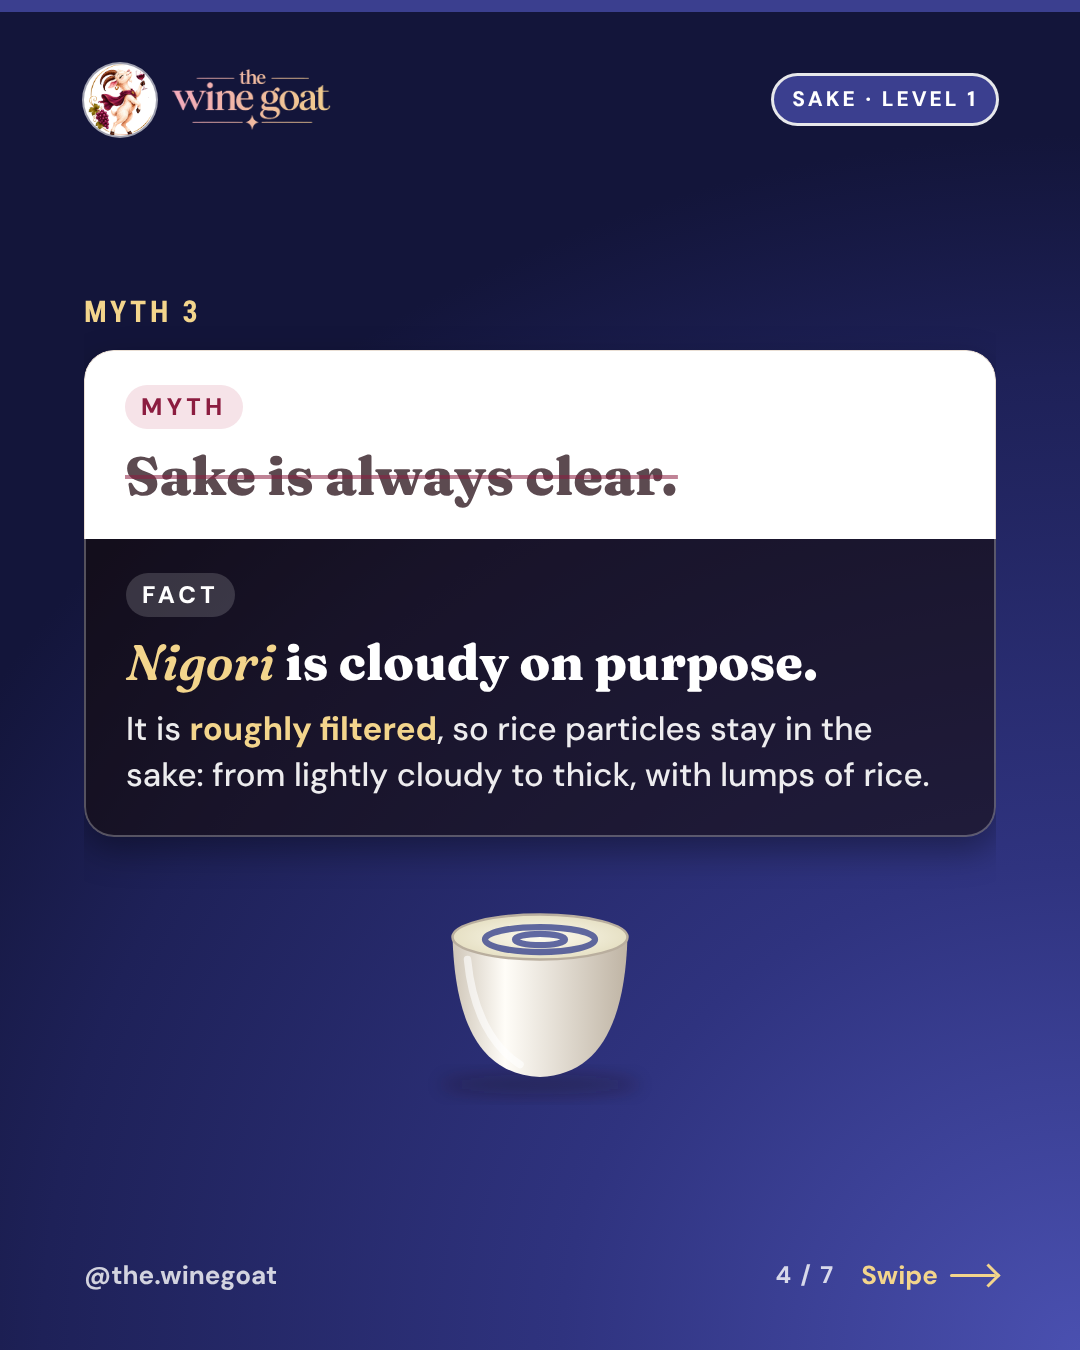 the
wine goat
SAKE · LEVEL 1
MYTH 3
MYTH
Sake is always clear.
FACT
Nigori is cloudy on purpose.
It is roughly filtered, so rice particles stay in the
sake: from lightly cloudy to thick, with lumps of rice.
@the.winegoat
4 / 7 Swipe